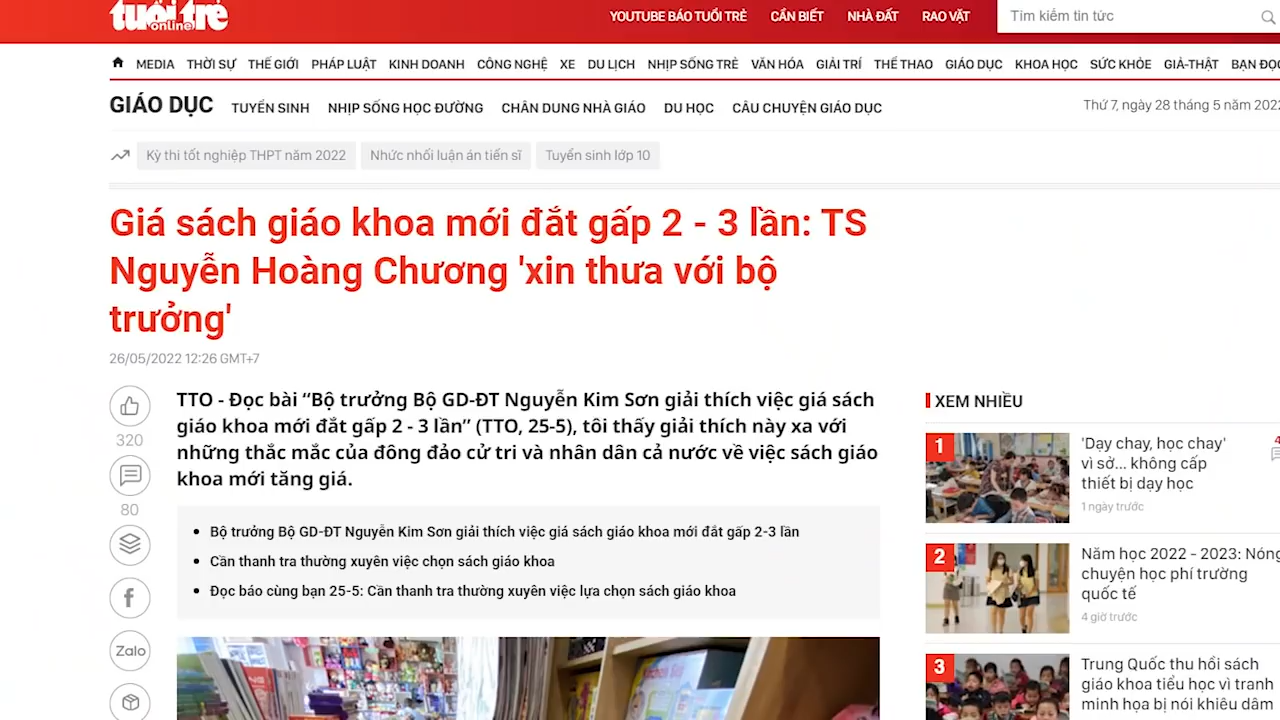 tuổi trẻ
online
YOUTUBE BÁO TUỔI TRẺ CẦN BIẾT NHÀ ĐẤT RAO VẶT
Tìm kiếm tin tức
MEDIA THỜI SỰ THẾ GIỚI PHÁP LUẬT KINH DOANH CÔNG NGHỆ XE DU LỊCH NHỊP SỐNG TRẺ VĂN HÓA GIẢI TRÍ THỂ THAO GIÁO DỤC KHOA HỌC SỨC KHỎE GIẢ-THẬT BẠN ĐỌC
GIÁO DỤC TUYỂN SINH NHỊP SỐNG HỌC ĐƯỜNG CHÂN DUNG NHÀ GIÁO DU HỌC CÂU CHUYỆN GIÁO DỤC
Thứ 7, ngày 28 tháng 5 năm 2022
Kỳ thi tốt nghiệp THPT năm 2022 Nhức nhối luận án tiến sĩ Tuyển sinh lớp 10
Giá sách giáo khoa mới đắt gấp 2 - 3 lần: TS
Nguyễn Hoàng Chương 'xin thưa với bộ
trưởng'
26/05/2022 12:26 GMT+7
320
80
Zalo
TTO - Đọc bài “Bộ trưởng Bộ GD-ĐT Nguyễn Kim Sơn giải thích việc giá sách
giáo khoa mới đắt gấp 2 - 3 lần” (TTO, 25-5), tôi thấy giải thích này xa với
những thắc mắc của đông đảo cử tri và nhân dân cả nước về việc sách giáo
khoa mới tăng giá.
Bộ trưởng Bộ GD-ĐT Nguyễn Kim Sơn giải thích việc giá sách giáo khoa mới đắt gấp 2-3 lần
Cần thanh tra thường xuyên việc chọn sách giáo khoa
Đọc báo cùng bạn 25-5: Cần thanh tra thường xuyên việc lựa chọn sách giáo khoa
XEM NHIỀU
1
'Dạy chay, học chay'
vì sở... không cấp
thiết bị dạy học
1 ngày trước
2
Năm học 2022 - 2023: Nóng
chuyện học phí trường
quốc tế
4 giờ trước
3
Trung Quốc thu hồi sách
giáo khoa tiểu học vì tranh
minh họa bị nói khiêu dâm